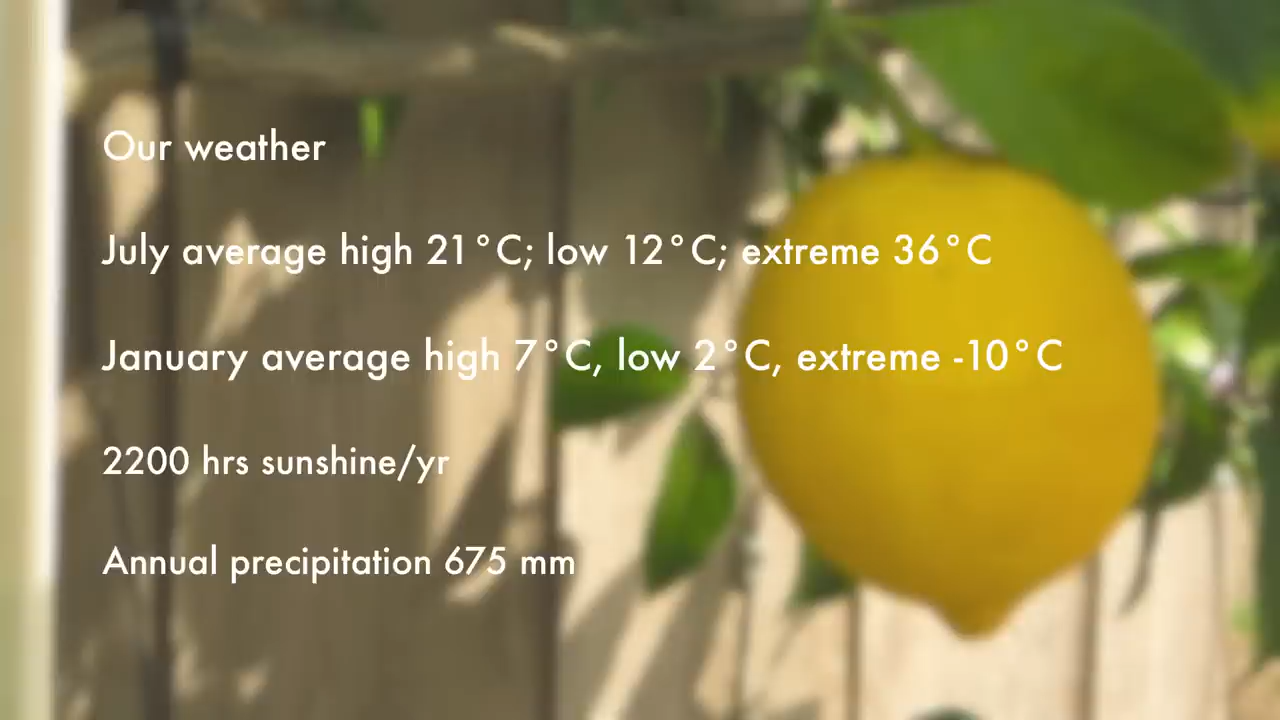 Our weather
July average high 21°C; low 12°C; extreme 36°C
January average high 7°C, low 2°C, extreme -10°C
2200 hrs sunshine/yr
Annual precipitation 675 mm